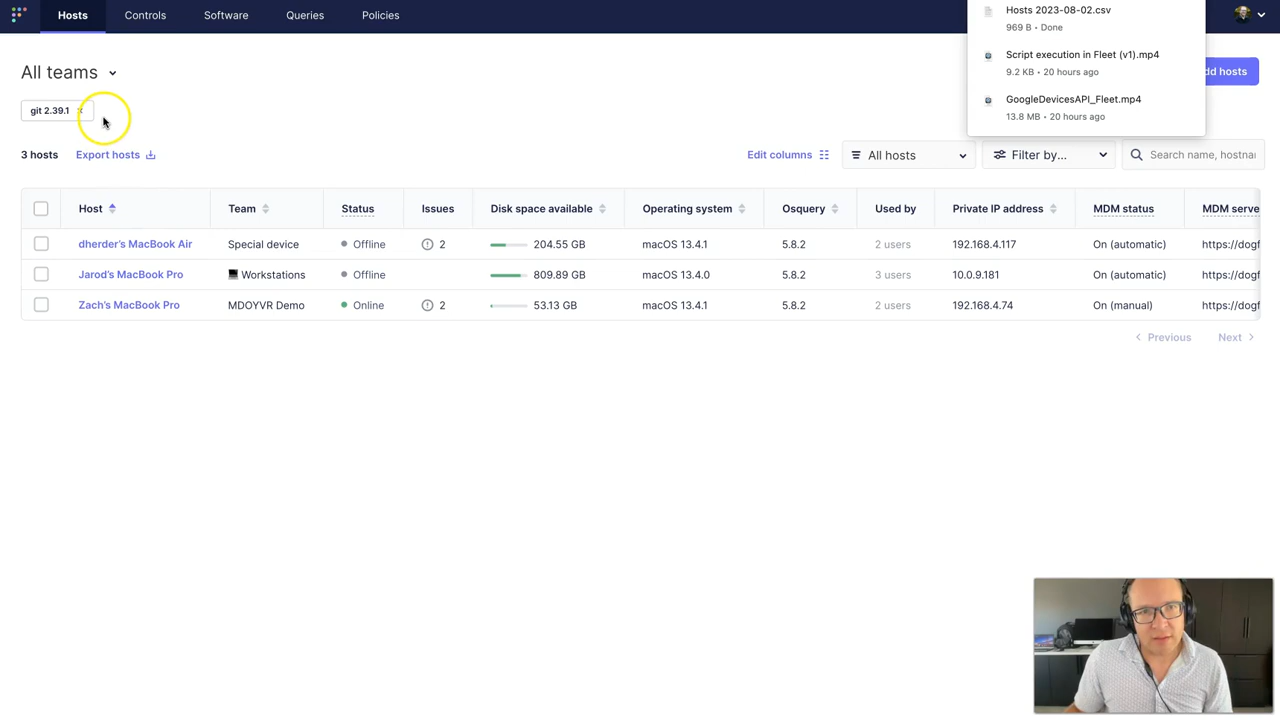 Hosts Controls Software Queries Policies
Hosts 2023-08-02.csv
969 B • Done
Script execution in Fleet (v1).mp4
9.2 KB • 20 hours ago
GoogleDevicesAPI_Fleet.mp4
13.8 MB • 20 hours ago
All teams
dd hosts
git 2.39.1
3 hosts Export hosts Edit columns All hosts Filter by... Search name, hostnar
Host Team Status Issues Disk space available Operating system Osquery Used by Private IP address MDM status MDM serve
dherder's MacBook Air Special device Offline 2 204.55 GB macOS 13.4.1 5.8.2 2 users 192.168.4.117 On (automatic) https://dogf
Jarod's MacBook Pro Workstations Offline 809.89 GB macOS 13.4.0 5.8.2 3 users 10.0.9.181 On (automatic) https://dogf
Zach's MacBook Pro MDOYVR Demo Online 2 53.13 GB macOS 13.4.1 5.8.2 2 users 192.168.4.74 On (manual) https://dogf
Previous Next